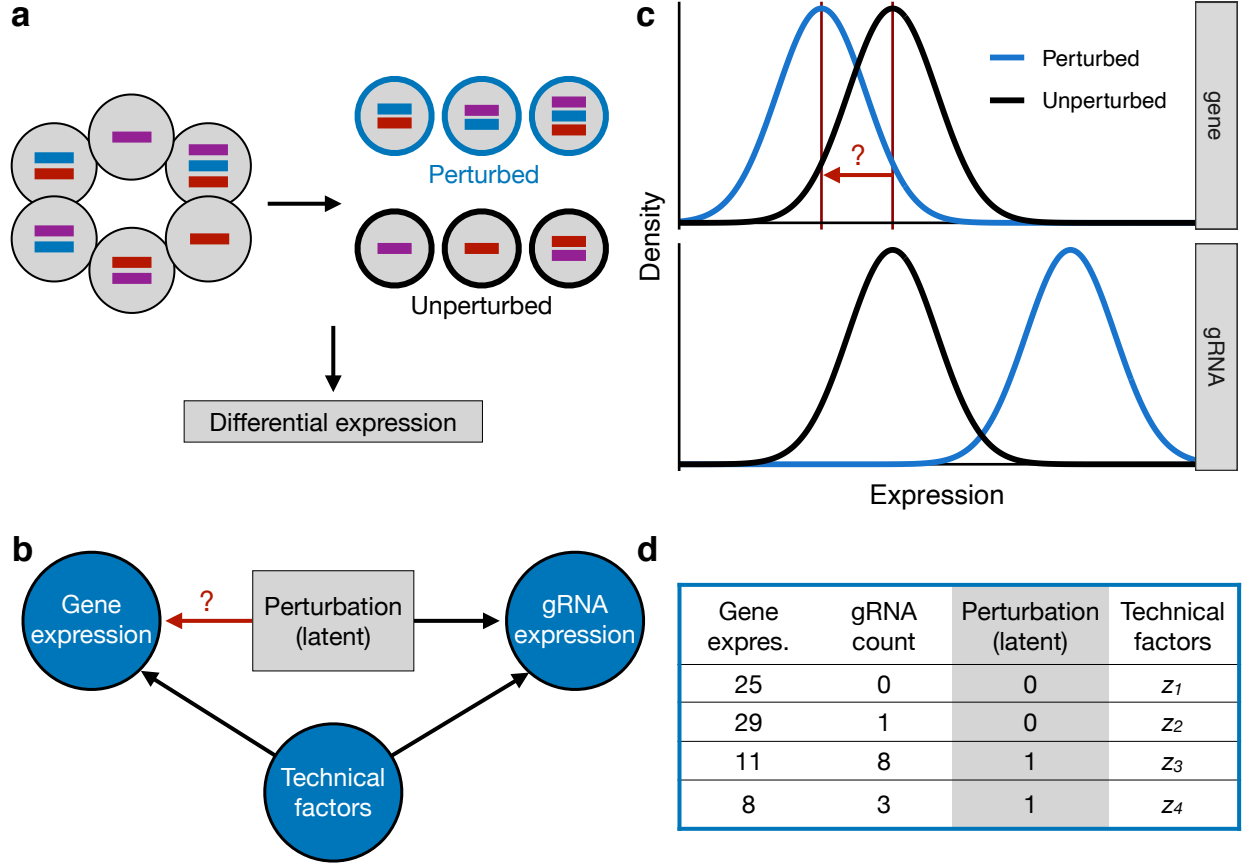 a
Perturbed
Unperturbed
Differential expression
b
Gene
expression
?
Perturbation
(latent)
gRNA
expression
Technical
factors
c
Density
?
Perturbed
Unperturbed
gene
gRNA
Expression
d
Gene expres. gRNA count Perturbation (latent) Technical factors
25 0 0 z1
29 1 0 z2
11 8 1 z3
8 3 1 z4